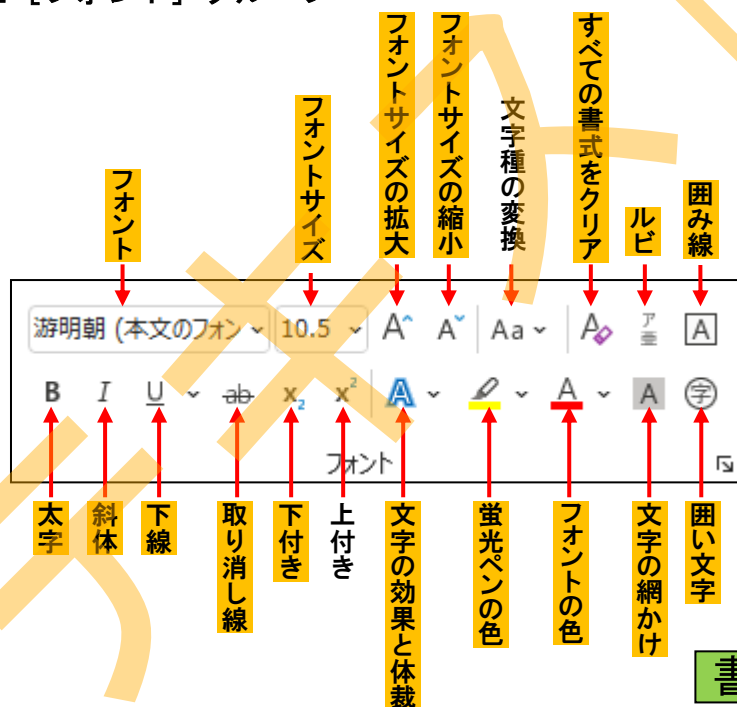 [フォント] グループ
フォント
フォントサイズ
フォントサイズの拡大
フォントサイズの縮小
文字種の変換
すべての書式をクリア
ルビ
囲み線
游明朝 (本文のフォン
10.5
A
A
Aa
A
ア亜
A
B
I
U
ab
x2
x2
A
A
A
字
フォント
太字
斜体
下線
取り消し線
下付き
上付き
文字の効果と体裁
蛍光ペンの色
フォントの色
文字の網かけ
囲い文字
書